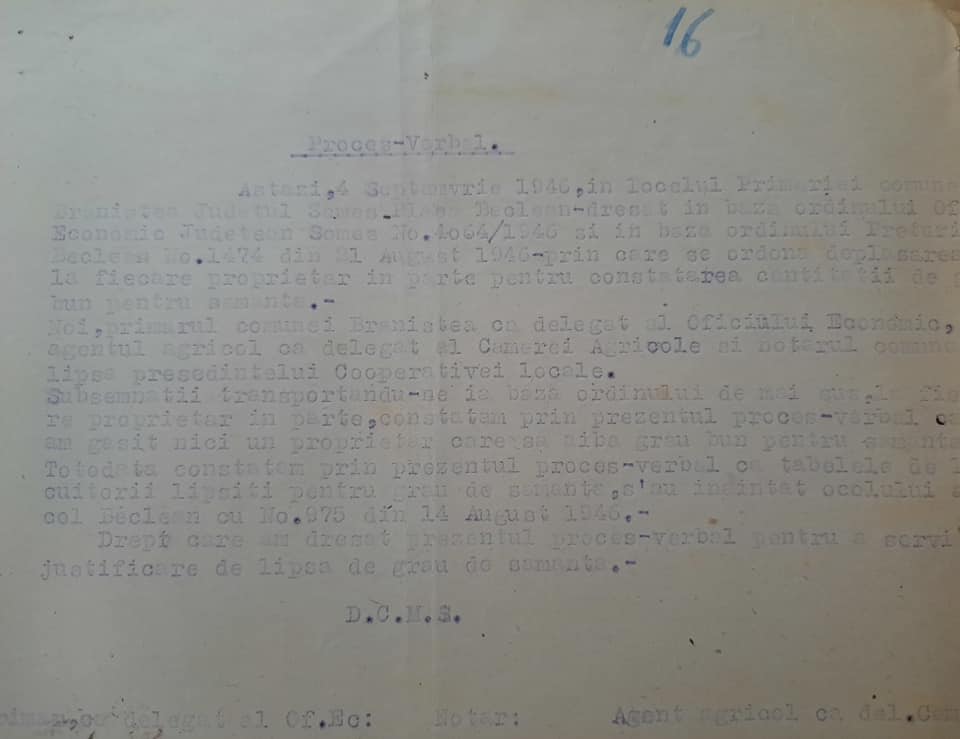 16
Proces-Verbal.
Astazi,4 Septemvrie 1946,in localul Primariei comune
Branistea Judetul Somes.Plasa Beclean-dresat in baza ordinului Of
Economic Judetean Somes No.4o64/1946 si in baza ordinului Preturi
Beclean No.1474 din 21 August 1946-prin care se ordona deplasarea
la fiecare proprietar in parte pentru constatarea cantitatii de g
bun pentru samanta.-
Noi,primarul comunei Branistea ca delegat al Oficiului Economic,
agentul agricol ca delegat al Camerei Agricole si notarul comune
lipsa presedintelui Cooperativei locale.
Subsemnatii transportandu-ne in baza ordinului de mai sus,la fie
re proprietar in parte,constatam prin prezentul proces-verbal ca
am gasit nici un proprietar care sa aiba grau bun pentru samanta
Totodata constatam prin prezentul proces-verbal ca tabelele de l
cuitorii lipsiti pentru grau de samanta,s'au inaintat ocolului a
col Beclean cu No.975 din 14 August 1946.-
Drept care am dresat prezentul proces-verbal pentru a servi
justificare de lipsa de grau de samanta.-
D.C.M.S.
rimar,ca delegat al Of.Ec: Notar: Agent agricol ca del.Cam